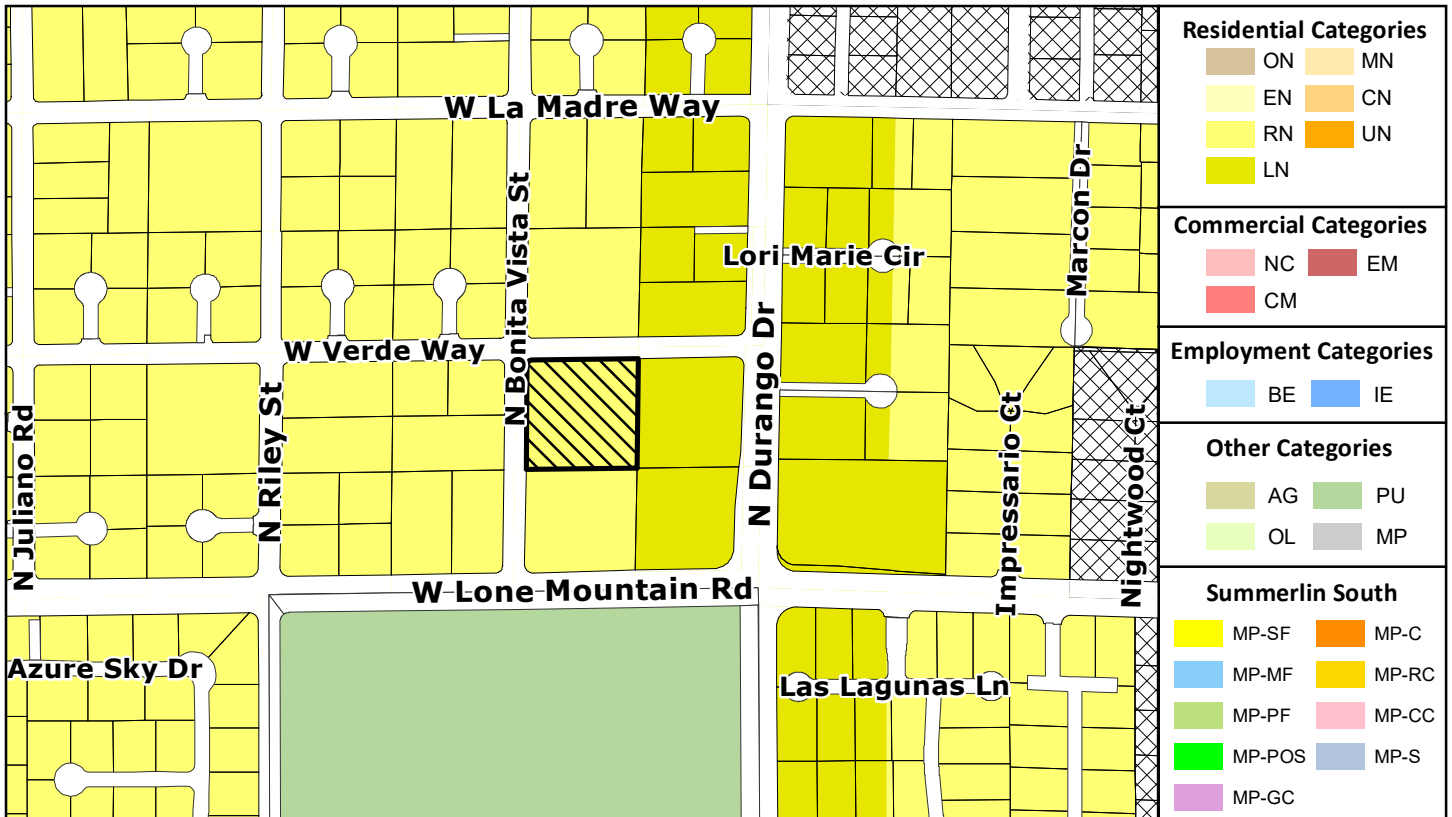 W La Madre Way
N Bonita Vista St
Marcon Dr
Lori Marie Cir
W Verde Way
N Durango Dr
N Juliano Rd
N Riley St
Impressario Ct
Nightwood Ct
W Lone Mountain Rd
Azure Sky Dr
Las Lagunas Ln
Residential Categories
ON MN
EN CN
RN UN
LN
Commercial Categories
NC EM
CM
Employment Categories
BE IE
Other Categories
AG PU
OL MP
Summerlin South
MP-SF MP-C
MP-MF MP-RC
MP-PF MP-CC
MP-POS MP-S
MP-GC